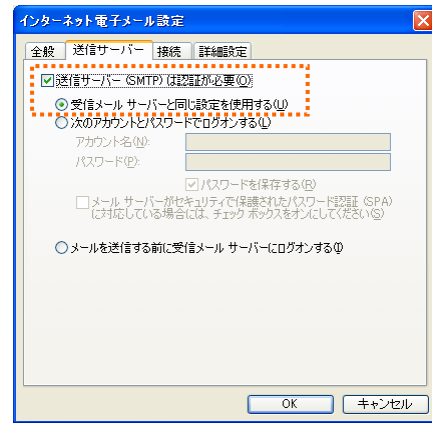 インターネット電子メール設定
全般 送信サーバー 接続 詳細設定
送信サーバー (SMTP) は認証が必要(O)
受信メール サーバーと同じ設定を使用する(U)
次のアカウントとパスワードでログオンする(L)
アカウント名(N):
パスワード(P):
パスワードを保存する(R)
メール サーバーがセキュリティで保護されたパスワード認証 (SPA)
に対応している場合には、チェック ボックスをオンにしてください(S)
メールを送信する前に受信メール サーバーにログオンする(I)
OK キャンセル